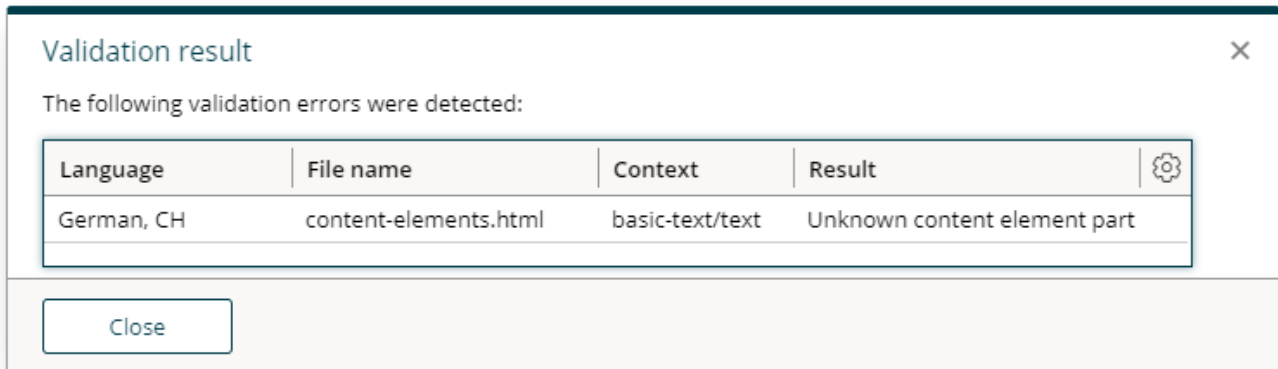 Validation result
The following validation errors were detected:
Language File name Context Result
German, CH content-elements.html basic-text/text Unknown content element part
Close